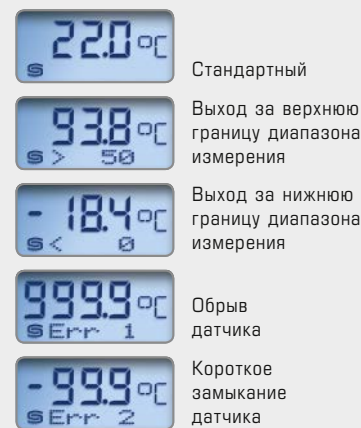 22.0 °C
S
Стандартный
93.8 °C
S > 50
Выход за верхнюю
границу диапазона
измерения
- 18.4 °C
S < 0
Выход за нижнюю
границу диапазона
измерения
999.9 °C
S Err 1
Обрыв
датчика
-99.9 °C
S Err 2
Короткое
замыкание
датчика